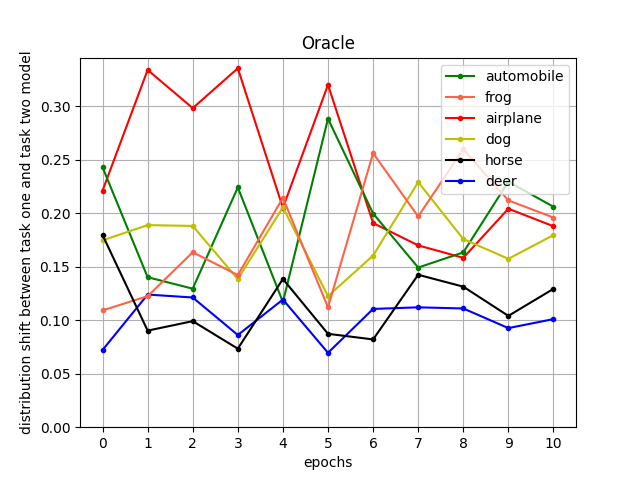 Oracle
distribution shift between task one and task two model
0.30
0.25
0.20
0.15
0.10
0.05
0.00
automobile
frog
airplane
dog
horse
deer
0 1 2 3 4 5 6 7 8 9 10
epochs